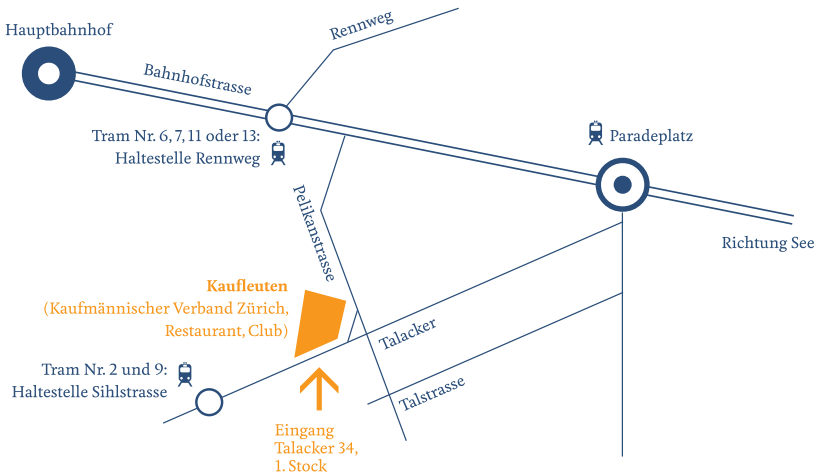 Rennweg
Hauptbahnhof
Bahnhofstrasse
Tram Nr. 6, 7, 11 oder 13:
Haltestelle Rennweg
Paradeplatz
Richtung See
Pelikanstrasse
Kaufleuten
(Kaufmännischer Verband Zürich,
Restaurant, Club)
Talacker
Tram Nr. 2 und 9:
Haltestelle Sihlstrasse
Talstrasse
Eingang
Talacker 34,
1. Stock